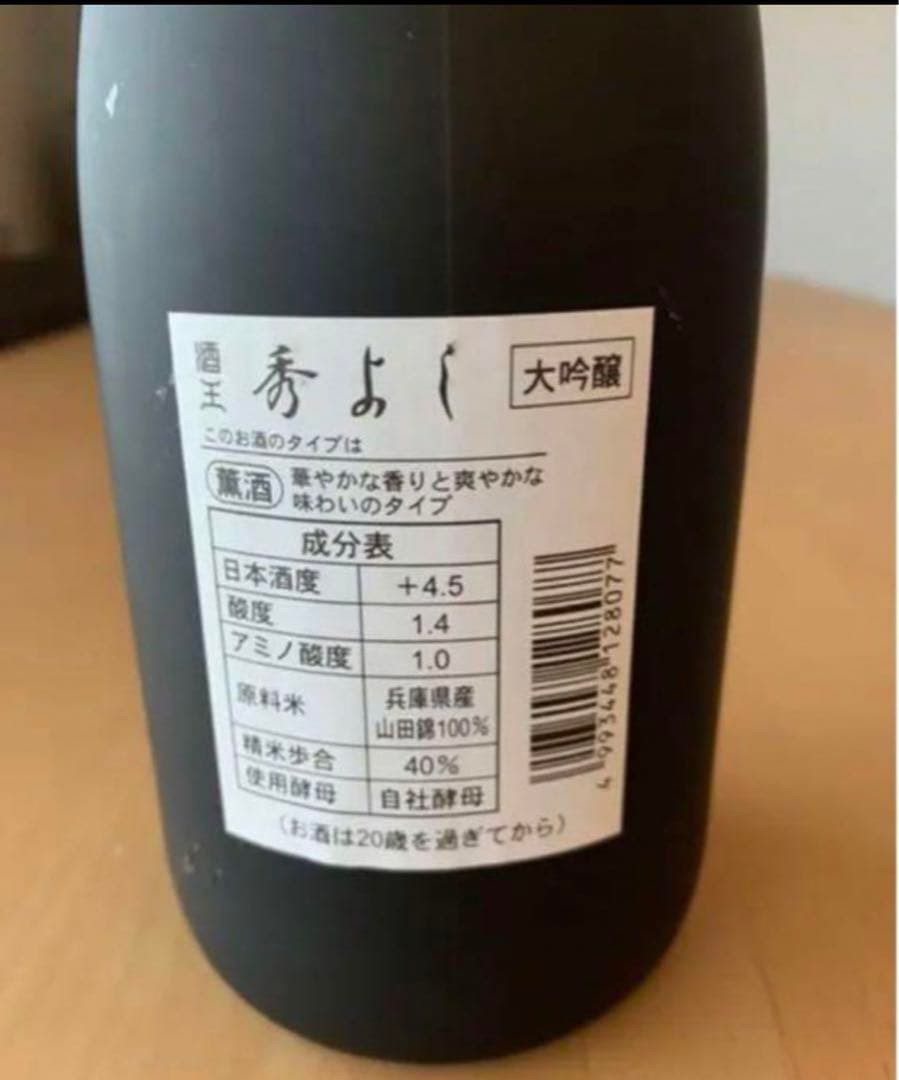 酒王 秀よし 大吟醸
このお酒のタイプは
薫酒 華やかな香りと爽やかな
味わいのタイプ
成分表
日本酒度 +4.5
酸度 1.4
アミノ酸度 1.0
原料米 兵庫県産
山田錦100%
精米歩合 40%
使用酵母 自社酵母
(お酒は20歳を過ぎてから)
4 993448 128077